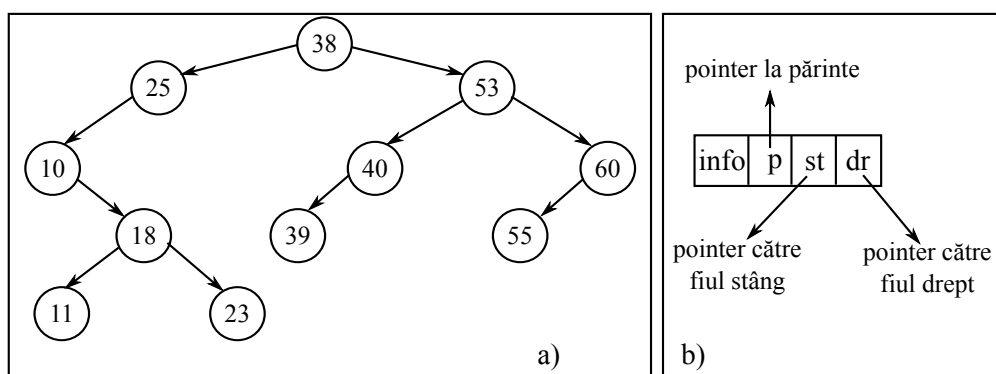 38
25
53
10
40
60
18
39
55
11
23
a)
pointer la părinte
info p st dr
pointer către
fiul stâng
pointer către
fiul drept
b)